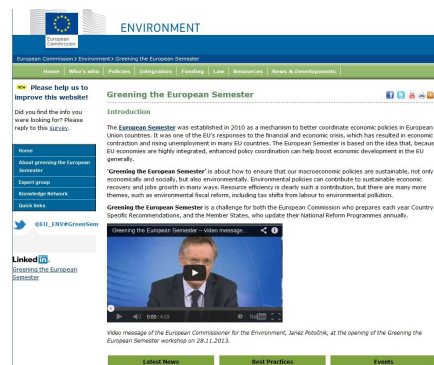 European
Commission
ENVIRONMENT
European Commission > Environment > Greening the European Semester
Home Who's who Policies Integration Funding Law Resources News & Developments
NEW Please help us to
improve this website!
Did you find the info you
were looking for? Please
reply to this survey.
Home
About greening the European
Semester
Expert group
Knowledge Network
Quick links
@EU_ENV#GreenSem
Linked in
Greening the European
Semester
Greening the European Semester
Introduction
The European Semester was established in 2010 as a mechanism to better coordinate economic policies in European
Union countries. It was one of the EU's responses to the financial and economic crisis, which has resulted in economic
contraction and rising unemployment in many EU countries. The European Semester is based on the idea that, becaus
EU economies are highly integrated, enhanced policy coordination can help boost economic development in the EU
generally.
'Greening the European Semester' is about how to ensure that our macroeconomic policies are sustainable, not only
economically and socially, but also environmentally. Environmental policies can contribute to sustainable economic
recovery and jobs growth in many ways. Resource efficiency is clearly such a contribution, but there are many more
themes, such as environmental fiscal reform, including tax shifts from labour to environmental pollution.
Greening the European Semester is a challenge for both the European Commission who prepares each year Country
Specific Recommendations, and the Member States, who update their National Reform Programmes annually.
Greening the European Semester -- video message...
0:00 / 4:03
YouTube
Video message of the European Commissioner for the Environment, Janez Potočnik, at the opening of the Greening the
European Semester workshop on 28.11.2013.
Latest News Best Practices Events